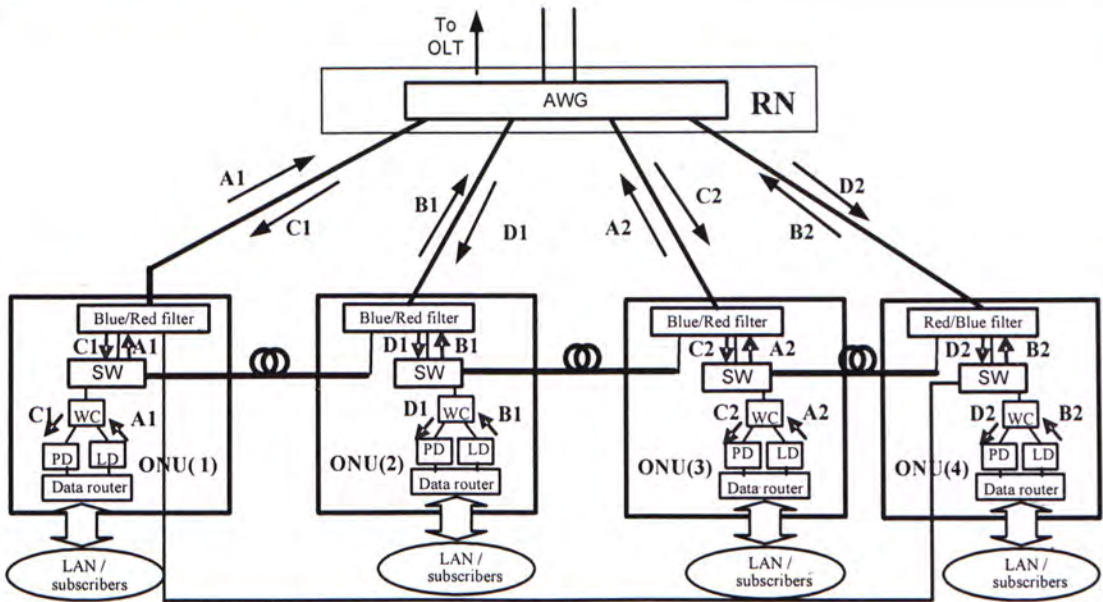 To
OLT
AWG
RN
A1
C1
B1
D1
A2
C2
B2
D2
Blue/Red filter
Blue/Red filter
Blue/Red filter
Red/Blue filter
C1
A1
D1
B1
C2
A2
D2
B2
SW
SW
SW
SW
C1
WC
A1
D1
WC
B1
C2
WC
A2
D2
WC
B2
PD
LD
ONU( 1)
PD
LD
ONU(2)
PD
LD
ONU(3)
PD
LD
ONU(4)
Data router
Data router
Data router
Data router
LAN /
subscribers
LAN /
subscribers
LAN /
subscribers
LAN /
subscribers